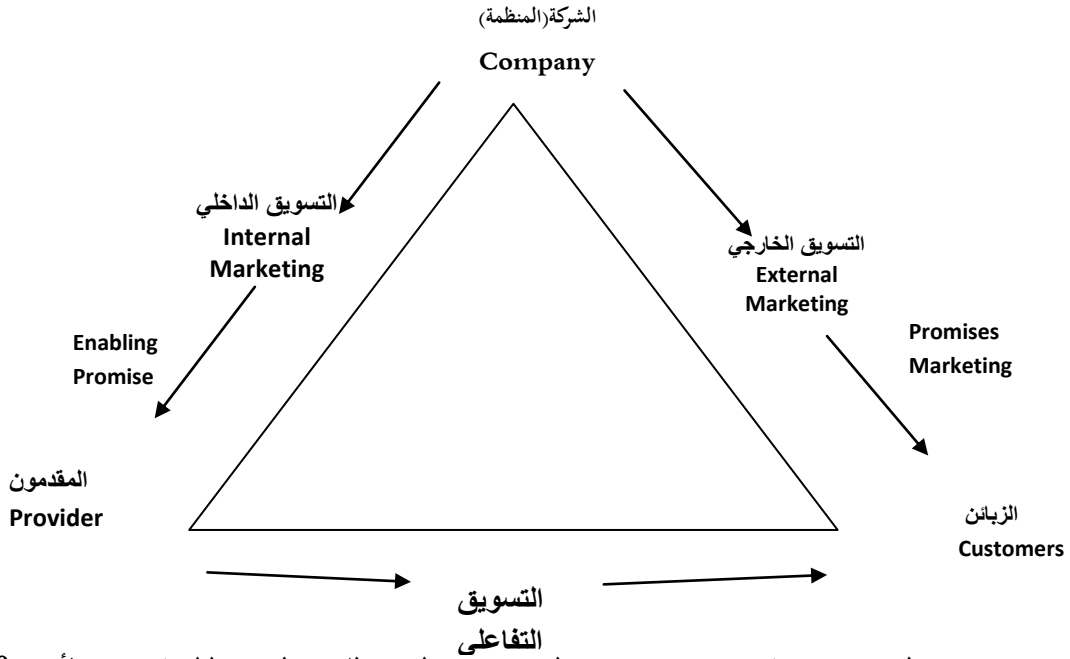 الشركة(المنظمة)
Company
التسويق الداخلي
Internal
Marketing
التسويق الخارجي
External
Marketing
Enabling
Promise
Promises
Marketing
المقدمون
Provider
الزبائن
Customers
التسويق
التفاعلي